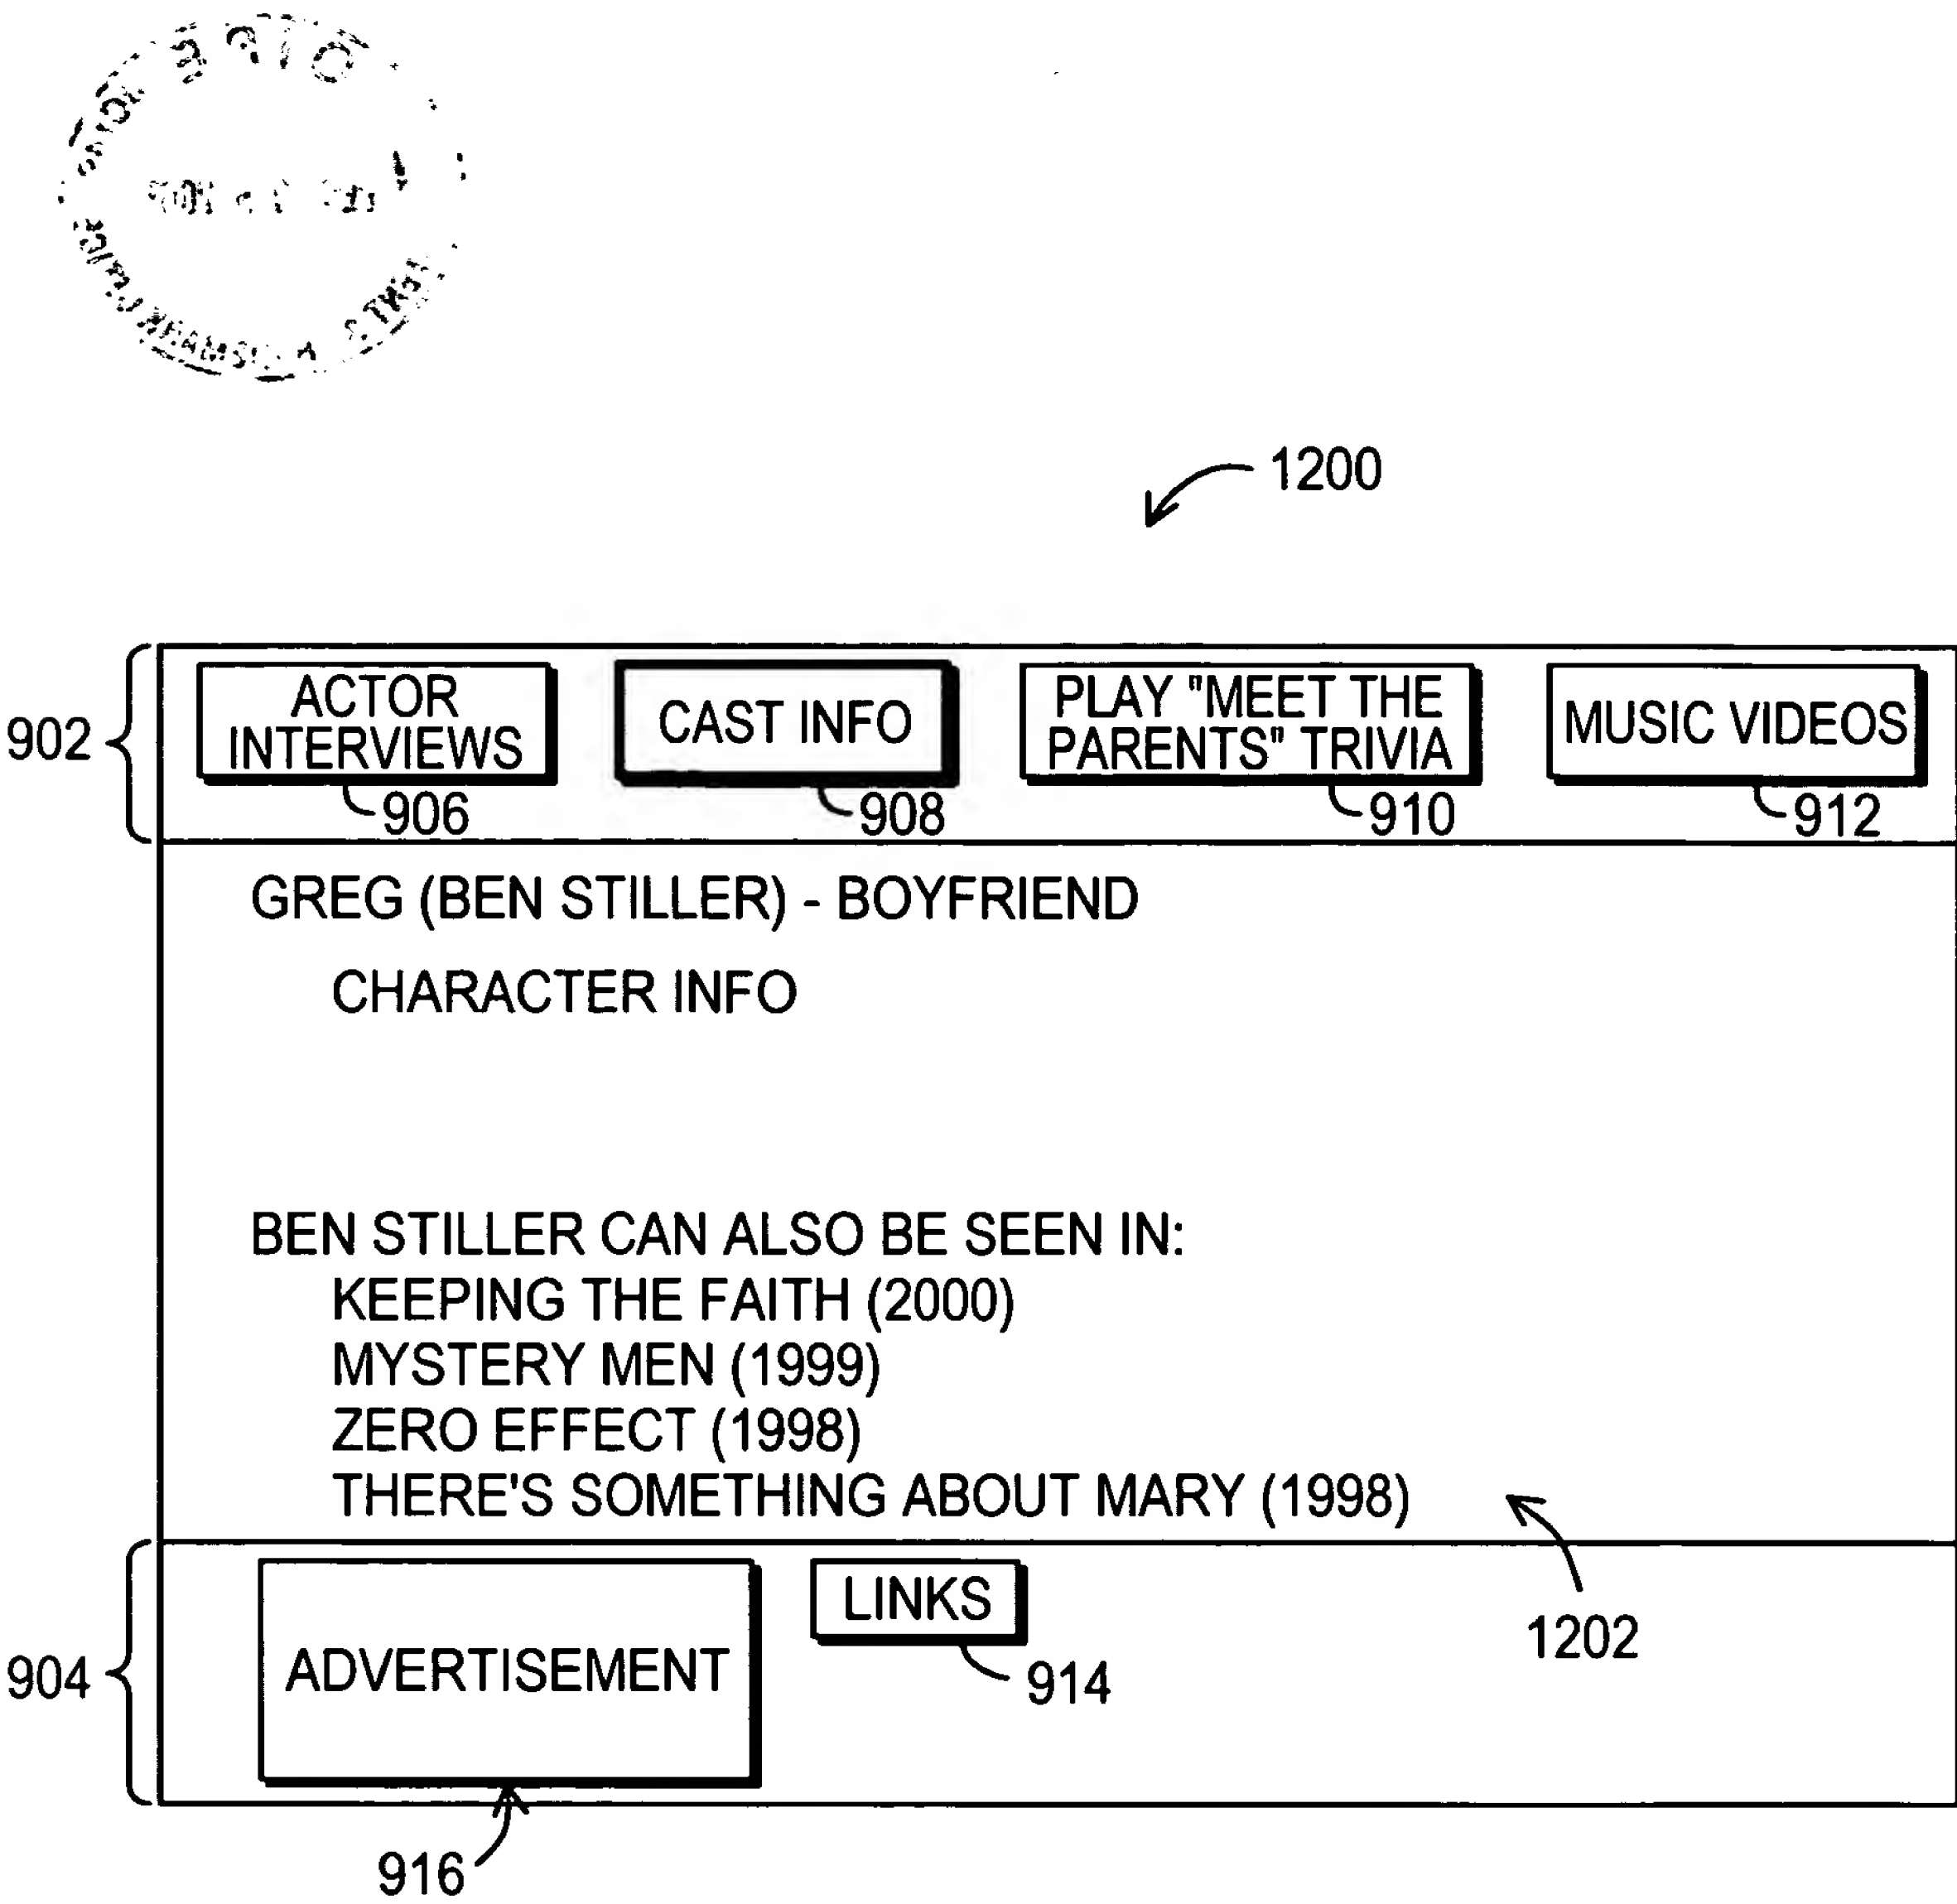 1200
902
ACTOR
INTERVIEWS
906
CAST INFO
908
PLAY "MEET THE
PARENTS" TRIVIA
910
MUSIC VIDEOS
912
GREG (BEN STILLER) - BOYFRIEND
CHARACTER INFO
BEN STILLER CAN ALSO BE SEEN IN:
KEEPING THE FAITH (2000)
MYSTERY MEN (1999)
ZERO EFFECT (1998)
THERE'S SOMETHING ABOUT MARY (1998)
1202
904
ADVERTISEMENT
916
LINKS
914